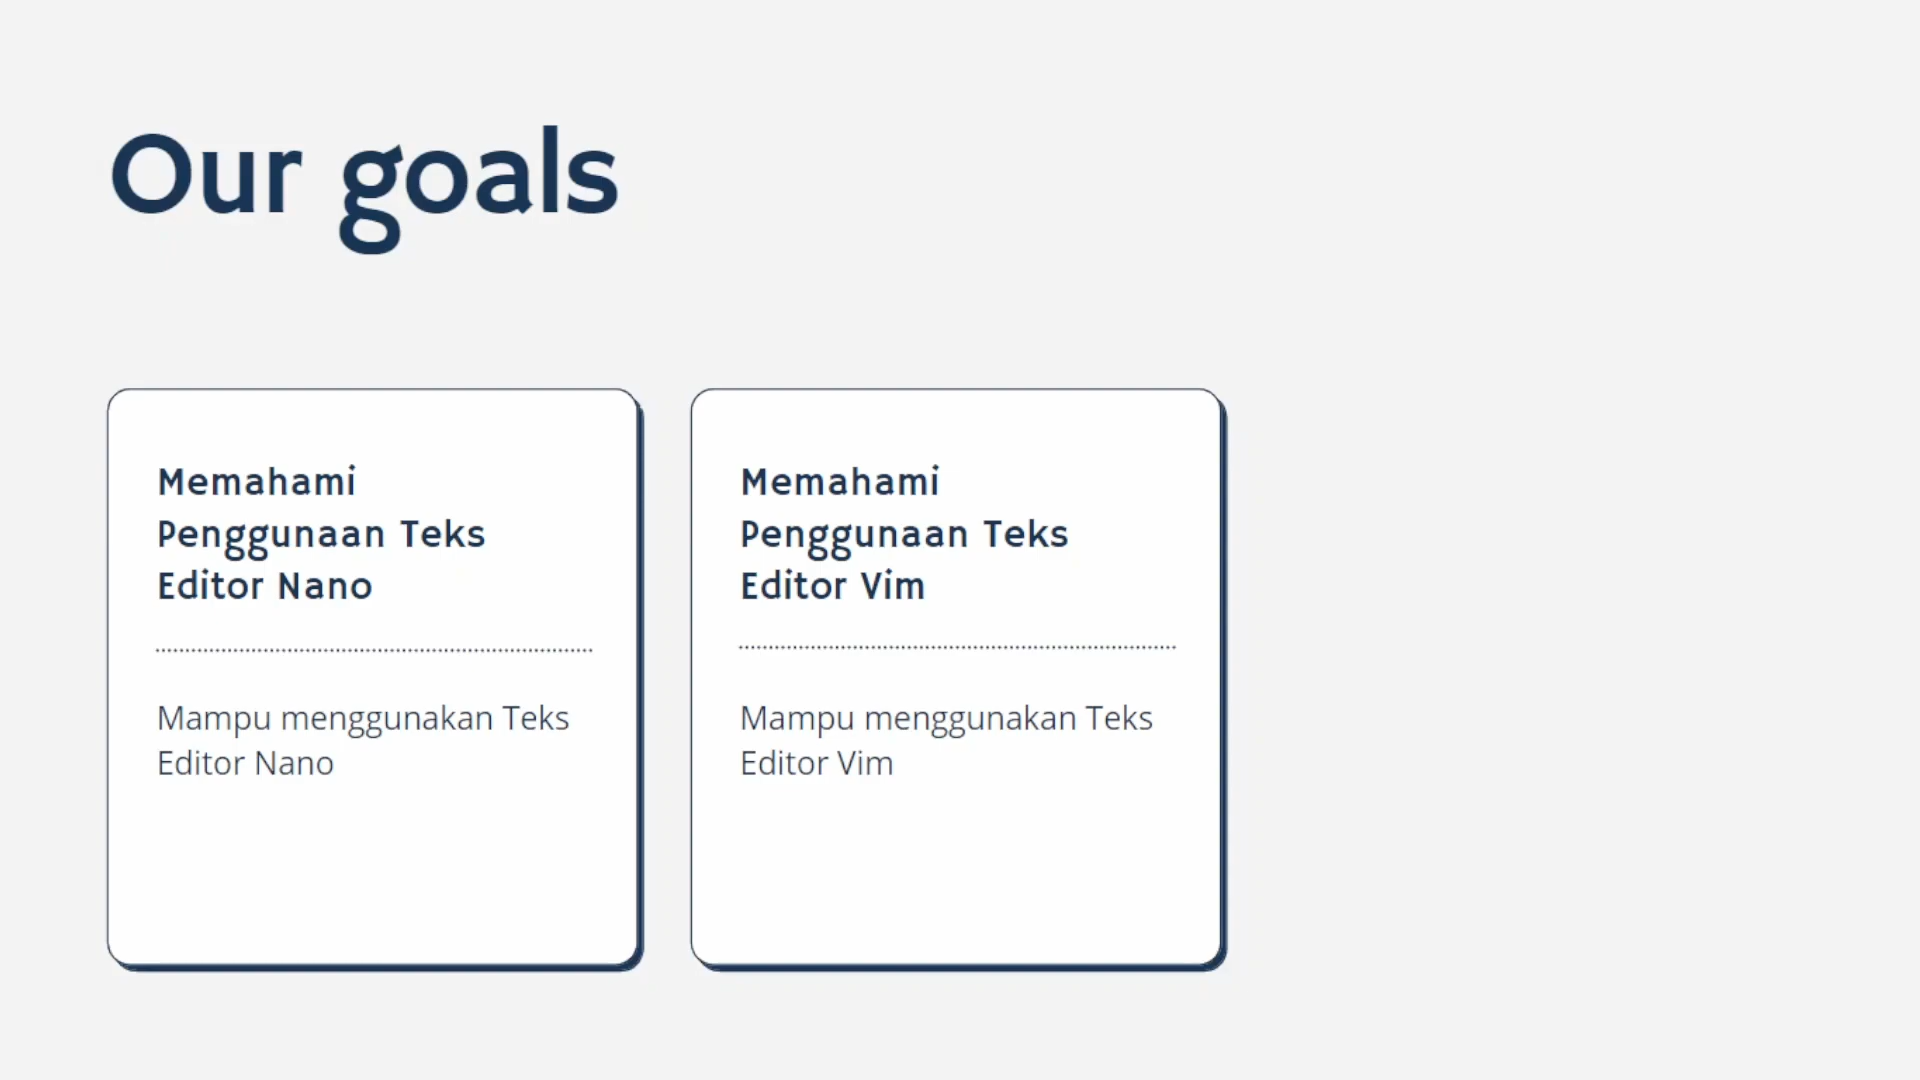 Our goals
Memahami
Penggunaan Teks
Editor Nano
Mampu menggunakan Teks
Editor Nano
Memahami
Penggunaan Teks
Editor Vim
Mampu menggunakan Teks
Editor Vim